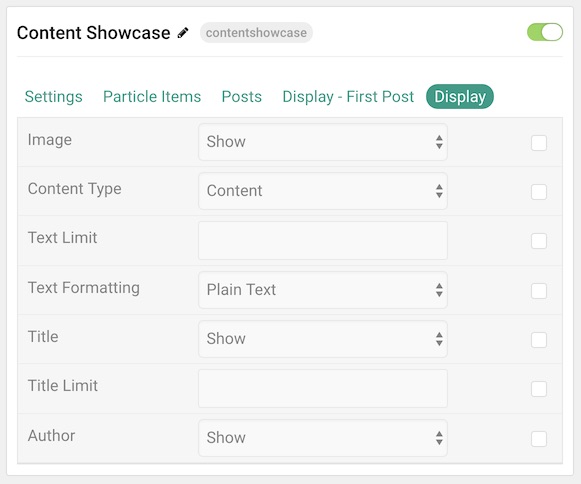 Content Showcase contentshowcase
Settings Particle Items Posts Display - First Post Display
Image Show
Content Type Content
Text Limit
Text Formatting Plain Text
Title Show
Title Limit
Author Show